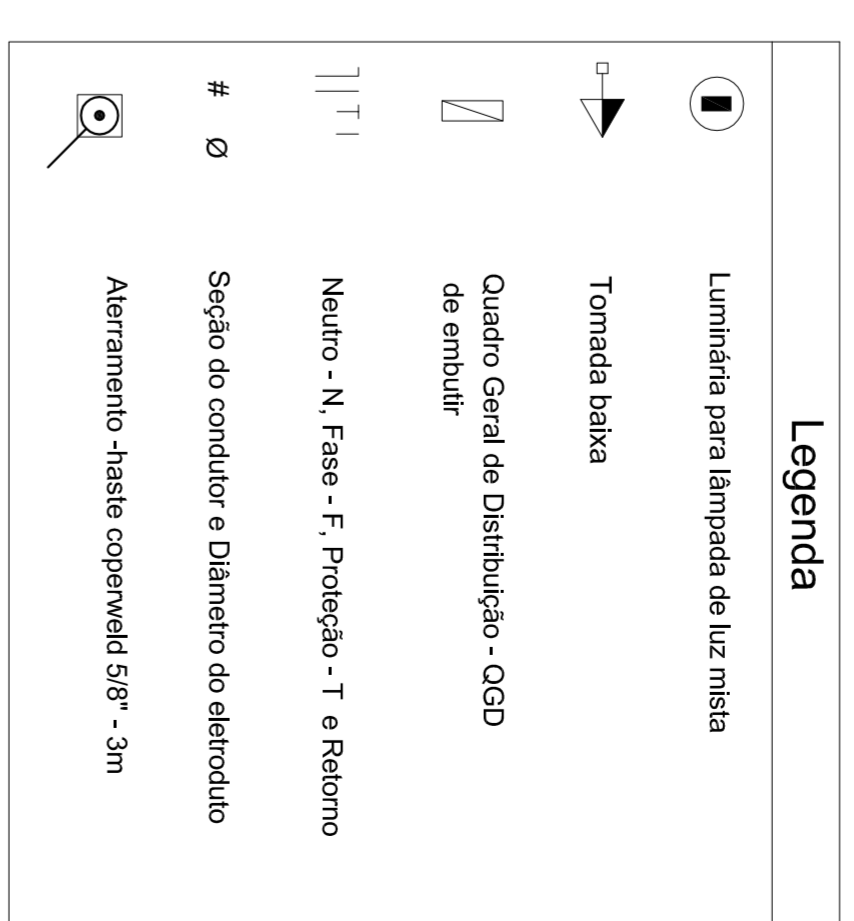 Legenda
Luminária para lâmpada de luz mista
Tomada baixa
Quadro Geral de Distribuição - QGD
de embutir
Neutro - N, Fase - F, Proteção - T e Retorno
# Ø Seção do condutor e Diâmetro do eletroduto
Aterramento -haste coperweld 5/8" - 3m